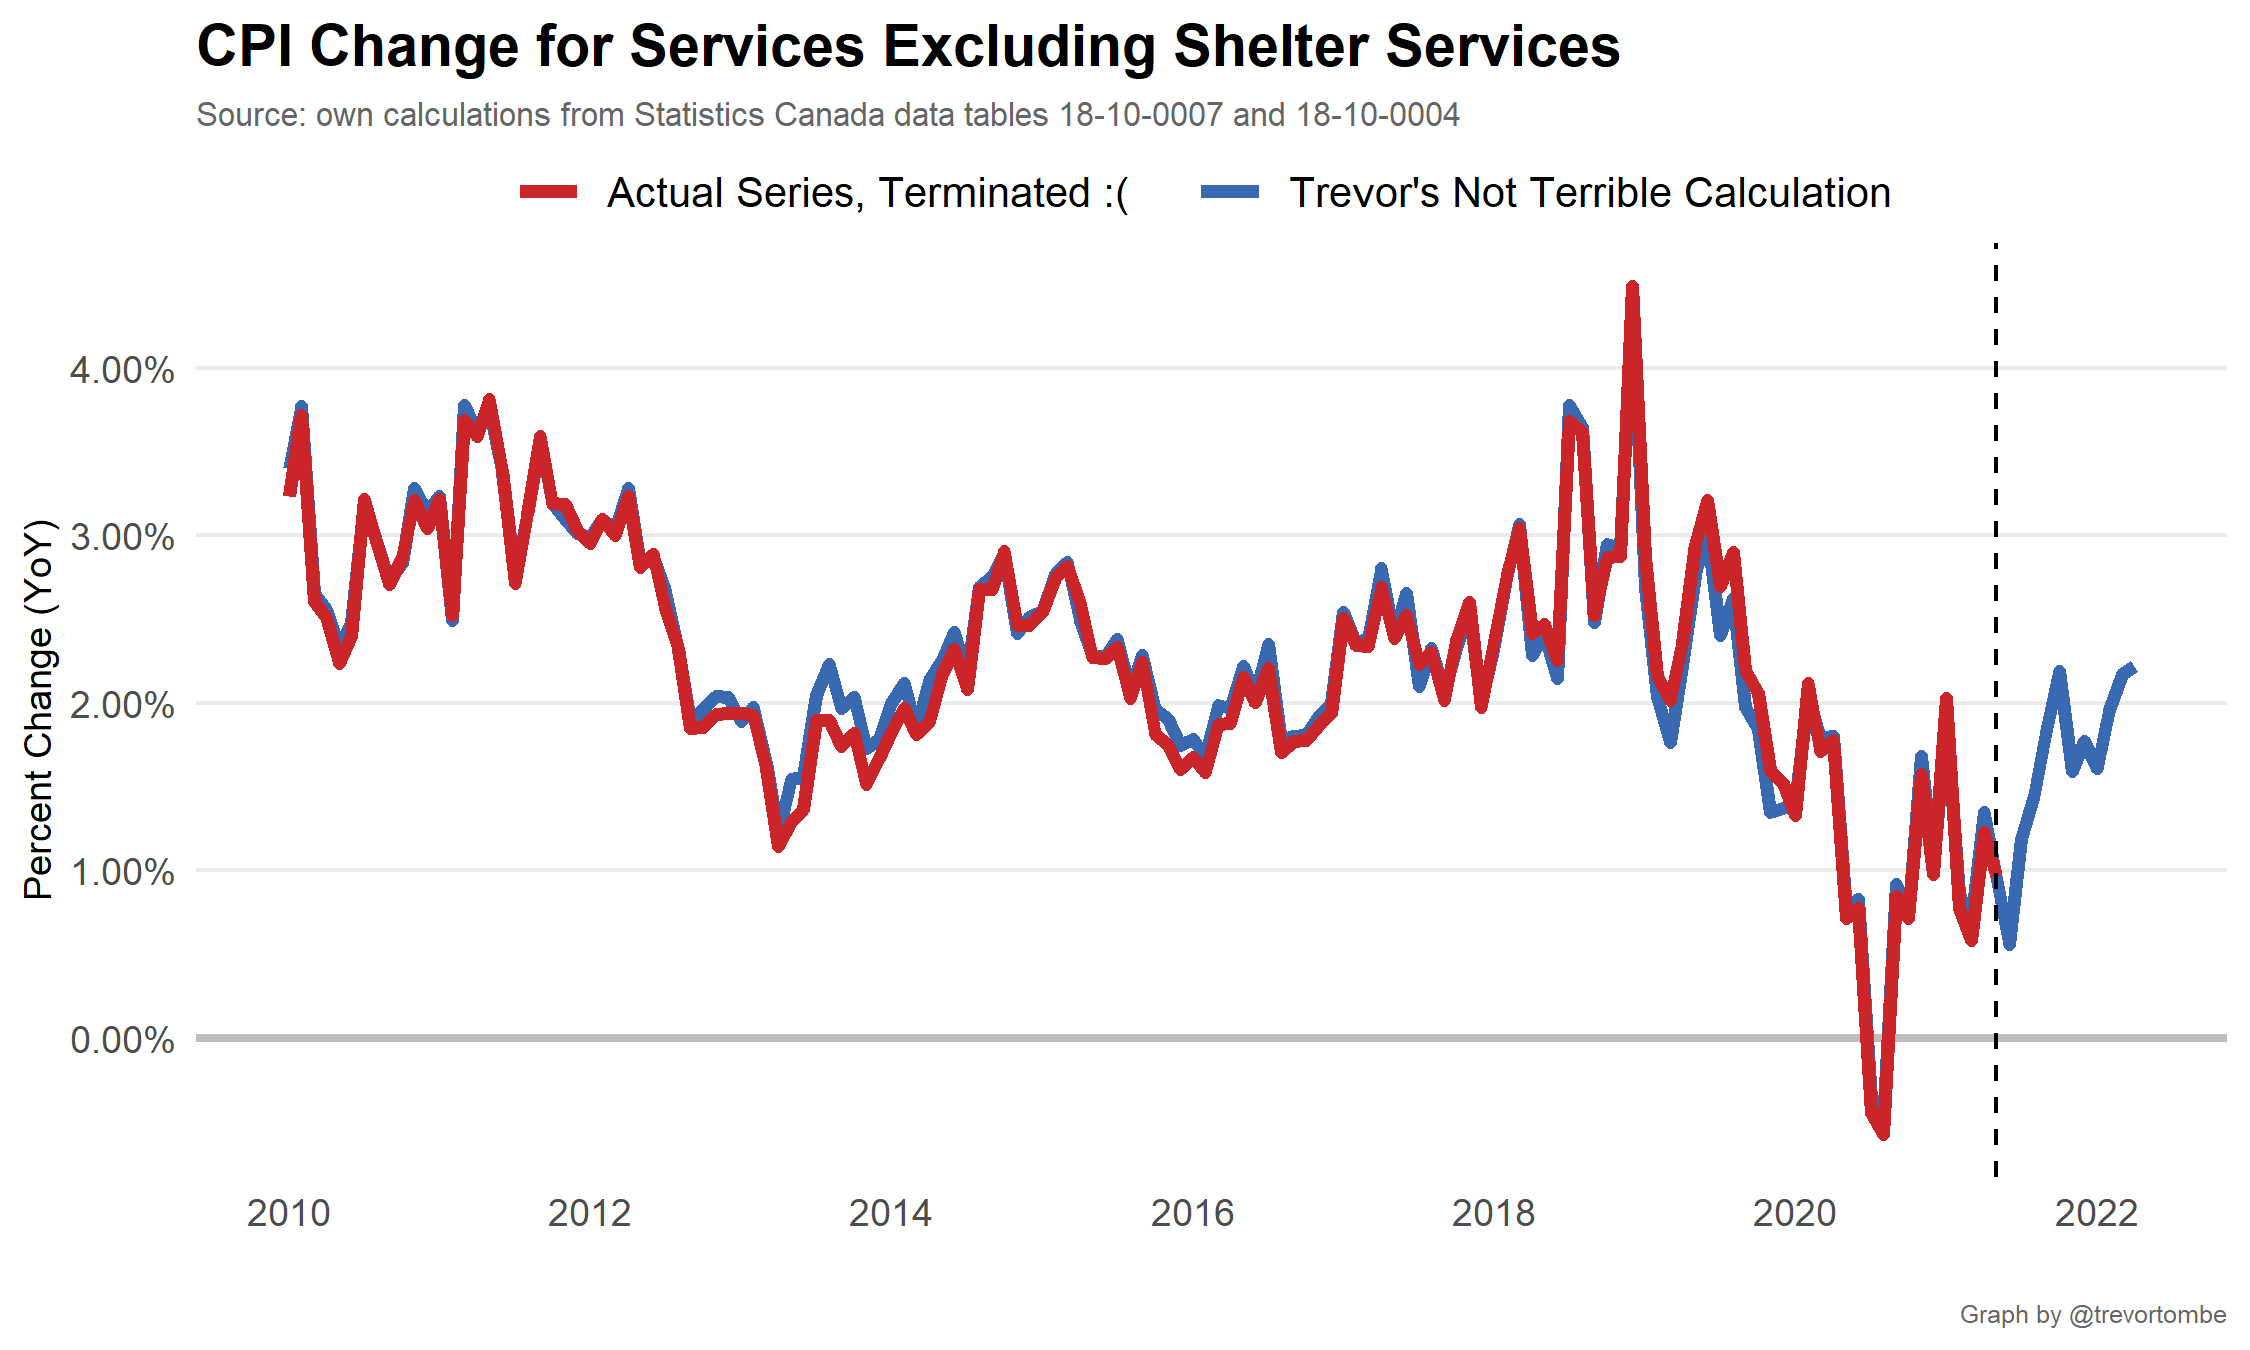 CPI Change for Services Excluding Shelter Services
Source: own calculations from Statistics Canada data tables 18-10-0007 and 18-10-0004
Actual Series, Terminated :(
Trevor's Not Terrible Calculation
Percent Change (YoY)
4.00%
3.00%
2.00%
1.00%
0.00%
2010 2012 2014 2016 2018 2020 2022
Graph by @trevortombe